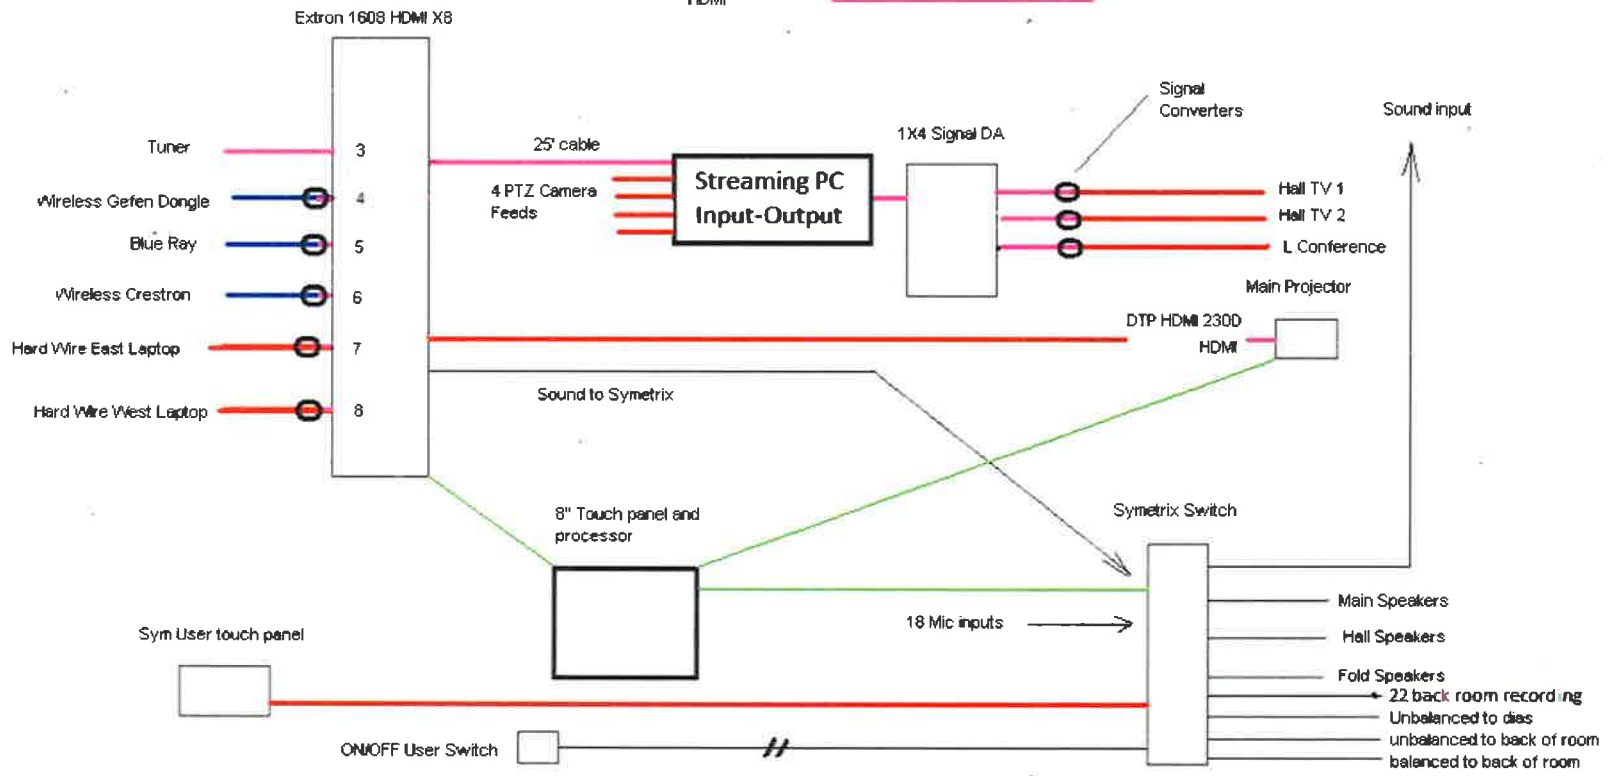 HDMI
Extron 1608 HDMI X8
Signal
Converters
Sound input
1X4 Signal DA
Tuner
3
25' cable
Streaming PC
Input-Output
4 PTZ Camera
Feeds
Wireless Gefen Dongle
4
Hall TV 1
Hall TV 2
Blue Ray
5
L Conference
Wireless Crestron
6
Main Projector
DTP HDMI 230D
HDMI
Hard Wire East Laptop
7
Sound to Symetrix
Hard Wire West Laptop
8
8" Touch panel and
processor
Symetrix Switch
18 Mic inputs
Main Speakers
Sym User touch panel
Hall Speakers
Fold Speakers
22 back room recording
Unbalanced to dias
unbalanced to back of room
balanced to back of room
ON/OFF User Switch